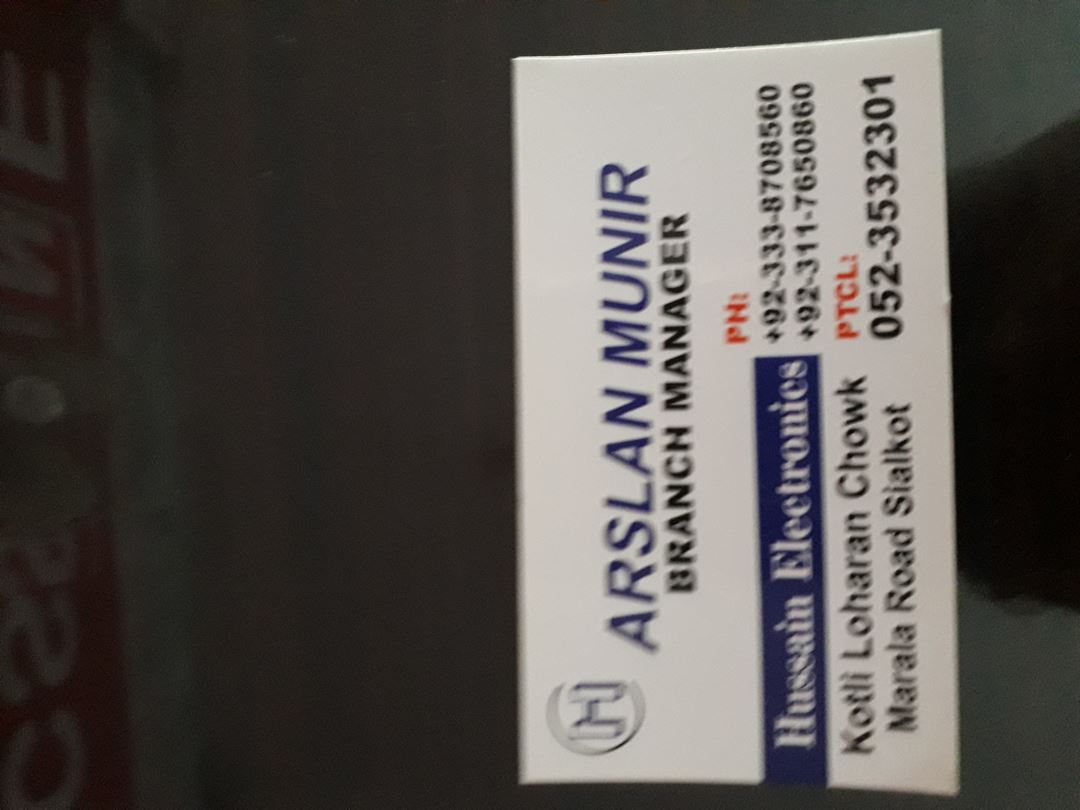 ARSLAN MUNIR
BRANCH MANAGER
PN:
+92-333-8708560
+92-311-7650860
PTCL:
052-3532301
Hussain Electronics
Kotli Loharan Chowk
Marala Road Sialkot